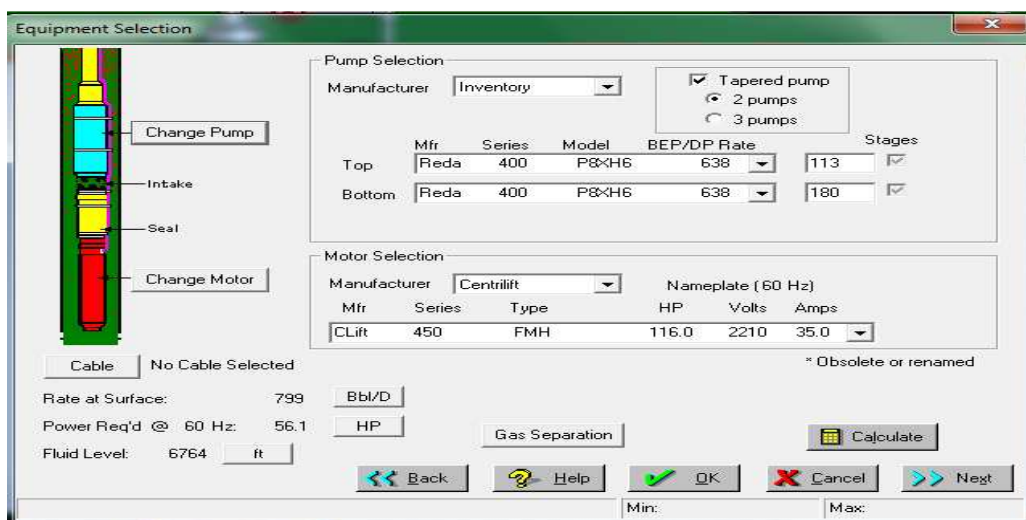 Equipment Selection
Pump Selection
Manufacturer Inventory
Tapered pump
2 pumps
3 pumps
Change Pump
Mfr Series Model BEP/DP Rate Stages
Top Reda 400 P8XH6 638 113
Intake
Bottom Reda 400 P8XH6 638 180
Seal
Motor Selection
Change Motor
Manufacturer Centrilift Nameplate ( 60 Hz)
Mfr Series Type HP Volts Amps
CLift 450 FMH 116.0 2210 35.0
Cable No Cable Selected
* Obsolete or renamed
Rate at Surface: 799 Bbl/D
Power Req'd @ 60 Hz: 56.1 HP
Gas Separation
Calculate
Fluid Level: 6764 ft
Back Help OK Cancel Next
Min: Max: